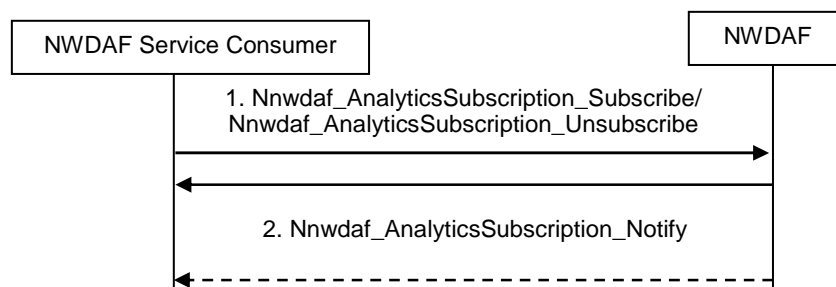 NWDAF Service Consumer
NWDAF
1. Nnwdaf_AnalyticsSubscription_Subscribe/
Nnwdaf_AnalyticsSubscription_Unsubscribe
2. Nnwdaf_AnalyticsSubscription_Notify